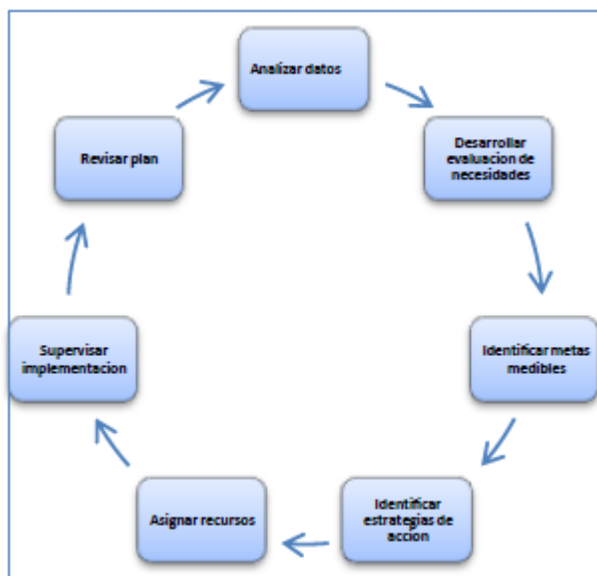 Analizar datos
Desarrollar
evaluacion de
necesidades
Identificar metas
medibles
Identificar
estrategias de
accion
Asignar recursos
Supervisar
implementacion
Revisar plan